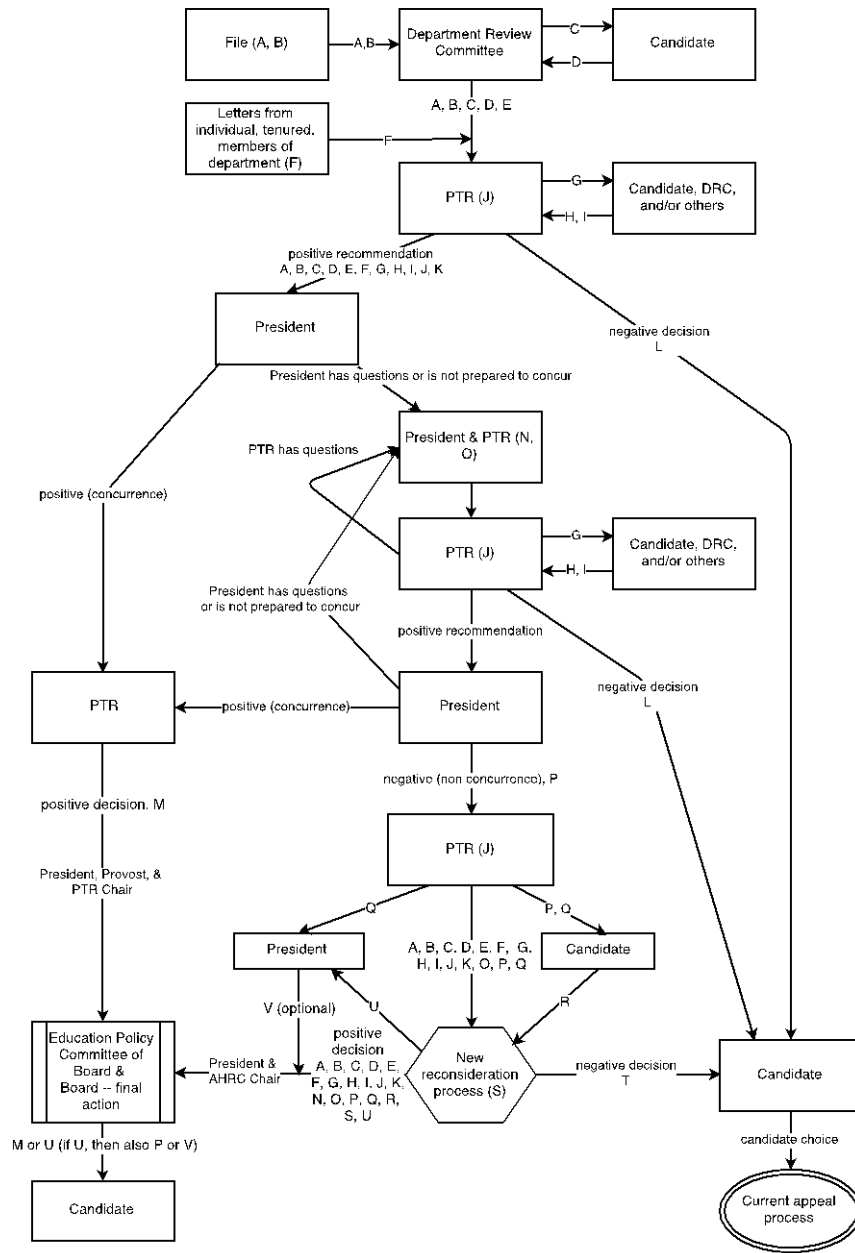 File (A, B)
A,B
Department Review
Committee
C
D
Candidate
A, B, C, D, E
Letters from
individual, tenured.
members of
department (F)
F
PTR (J)
G
H, I
Candidate, DRC,
and/or others
positive recommendation
A, B, C, D, E, F, G, H, I, J, K
negative decision
L
President
President has questions or is not prepared to concur
PTR has questions
President & PTR (N,
O)
positive (concurrence)
PTR (J)
G
H, I
Candidate, DRC,
and/or others
President has questions
or is not prepared to concur
positive recommendation
negative decision
L
PTR
positive (concurrence)
President
negative (non concurrence), P
positive decision. M
PTR (J)
President, Provost, &
PTR Chair
Q
P, Q
President
A, B, C. D, E. F, G.
H, I, J, K, O, P, Q
Candidate
V (optional)
U
R
positive
decision
A, B, C, D, E,
F, G, H, I, J, K,
N, O, P, Q, R,
S, U
Education Policy
Committee of
Board &
Board -- final
action
President &
AHRC Chair
New
reconsideration
process (S)
negative decision
T
Candidate
M or U (if U, then also P or V)
candidate choice
Candidate
Current appeal
process